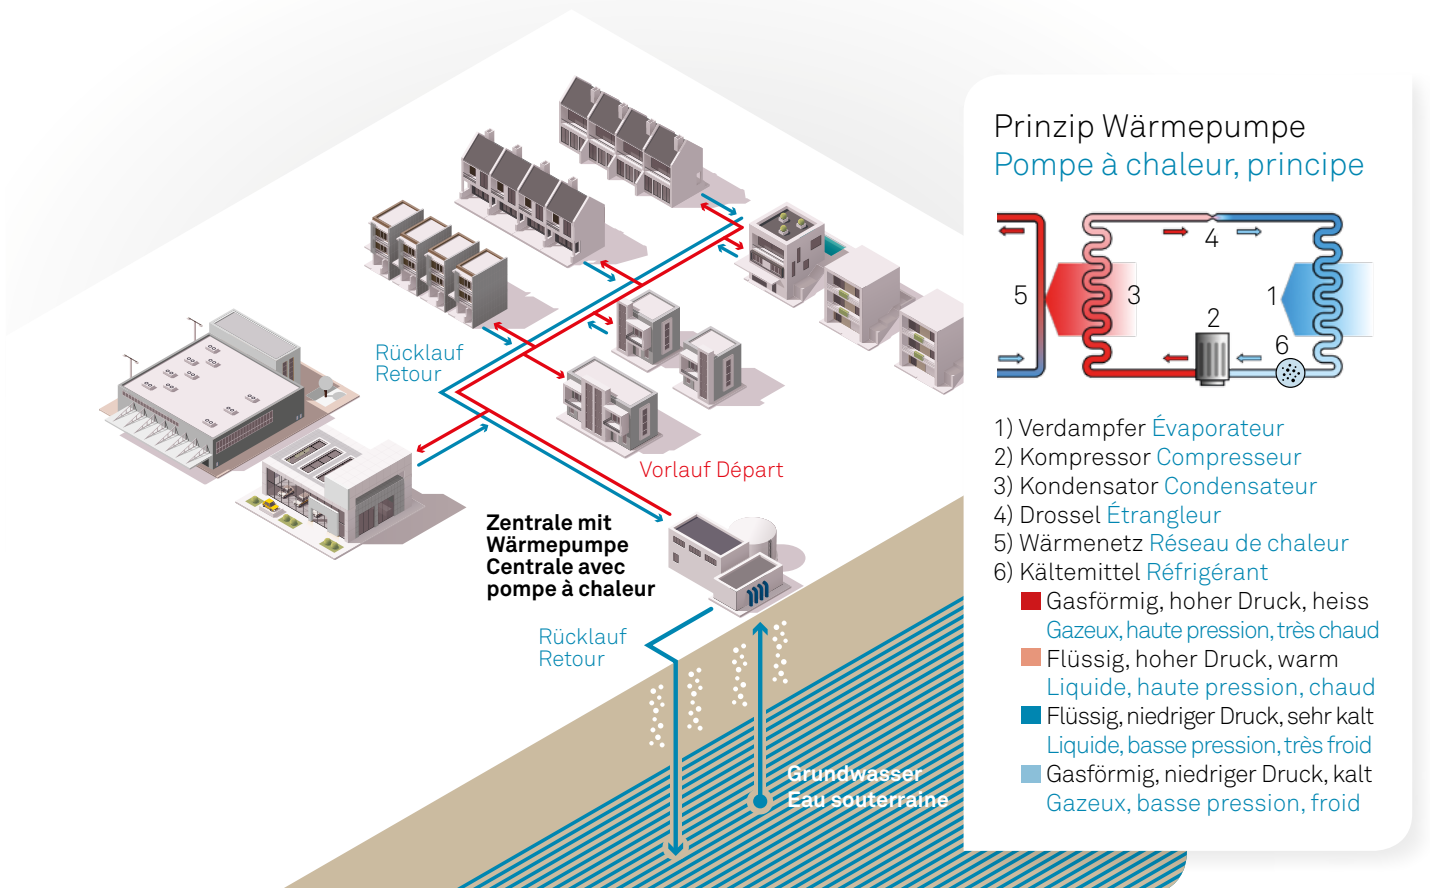 Prinzip Wärmepumpe
Pompe à chaleur, principe
5
3
4
2
6
1
1) Verdampfer Évaporateur
2) Kompressor Compresseur
3) Kondensator Condensateur
4) Drossel Étrangleur
5) Wärmenetz Réseau de chaleur
6) Kältemittel Réfrigérant
Gasförmig, hoher Druck, heiss
Gazeux, haute pression, très chaud
Flüssig, hoher Druck, warm
Liquide, haute pression, chaud
Flüssig, niedriger Druck, sehr kalt
Liquide, basse pression, très froid
Gasförmig, niedriger Druck, kalt
Gazeux, basse pression, froid
Rücklauf
Retour
Vorlauf Départ
Zentrale mit
Wärmepumpe
Centrale avec
pompe à chaleur
Rücklauf
Retour
Grundwasser
Eau souterraine